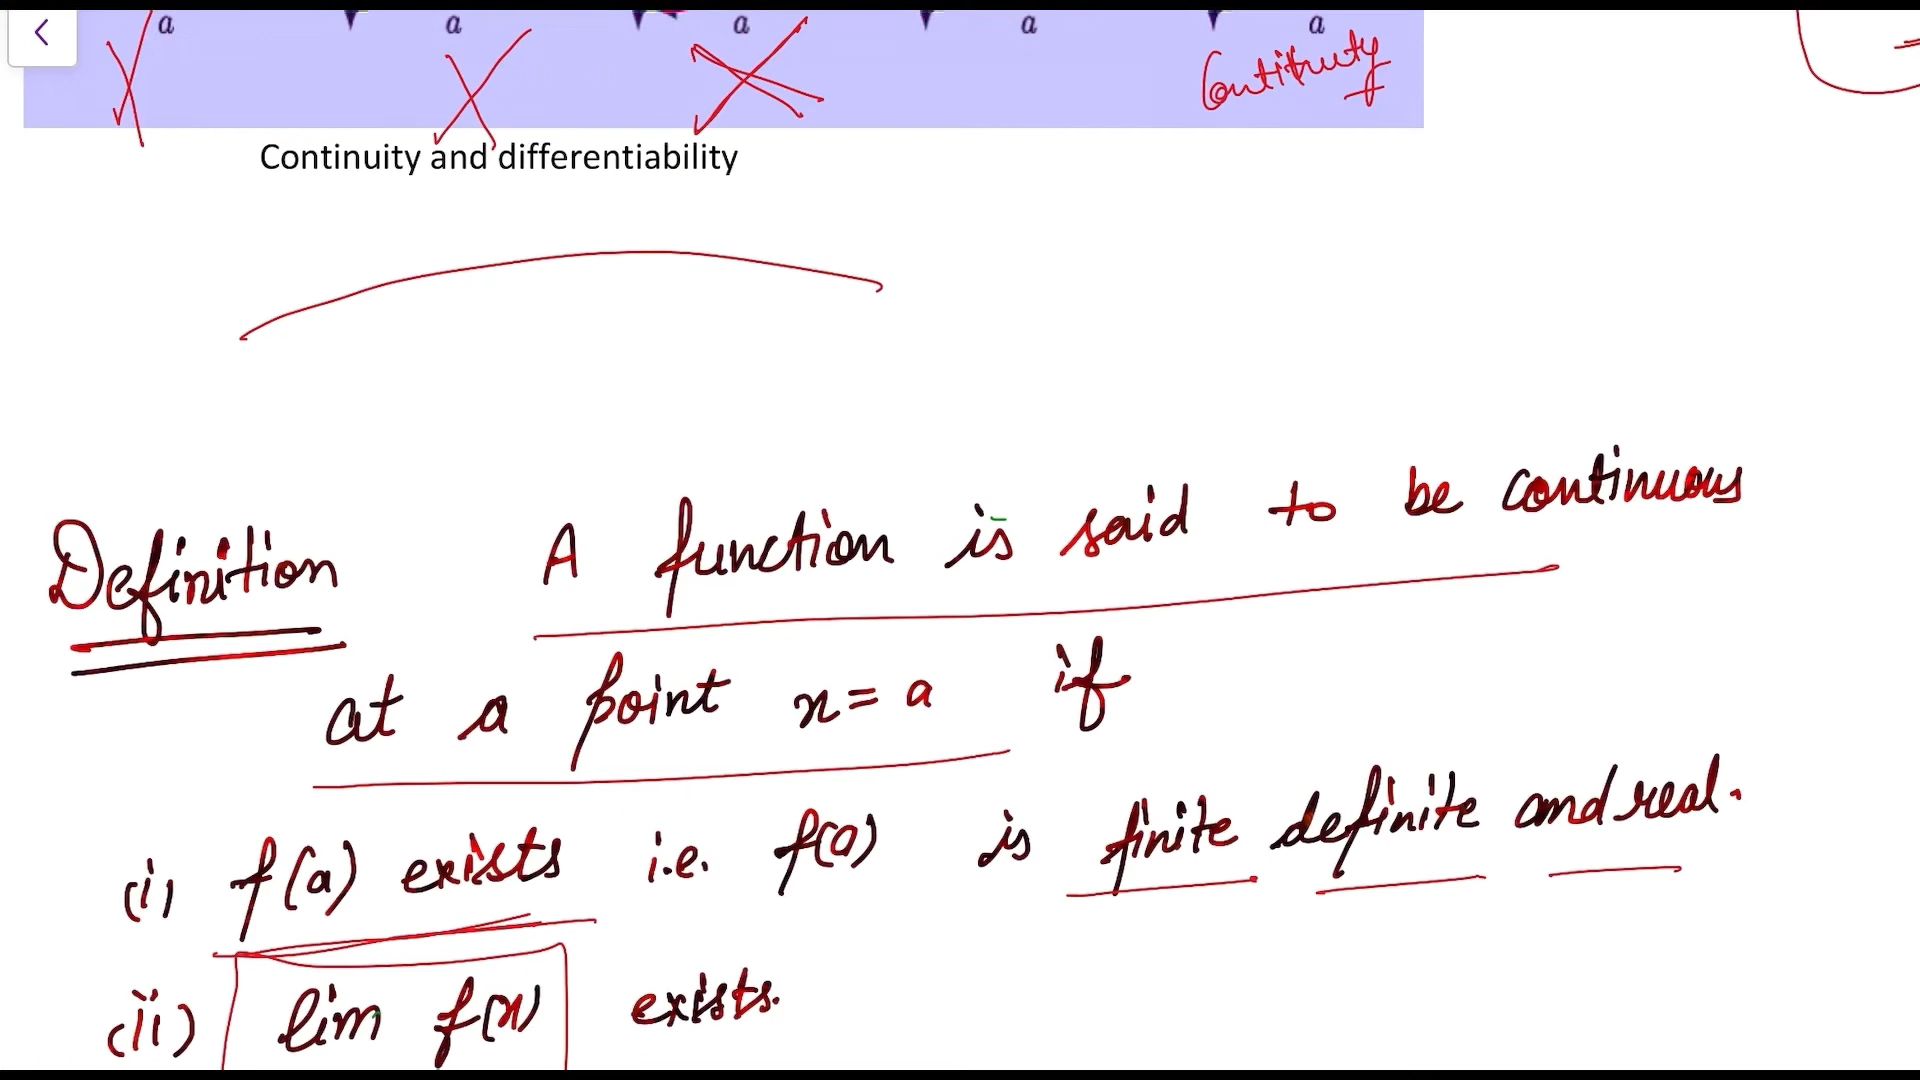 a a a a a
Contituty
Continuity and differentiability
Definition A function is said to be continuous
at a point x = a if
(i) f(a) exists i.e. f(a) is finite definite and real.
(ii) lim f(x) exists.